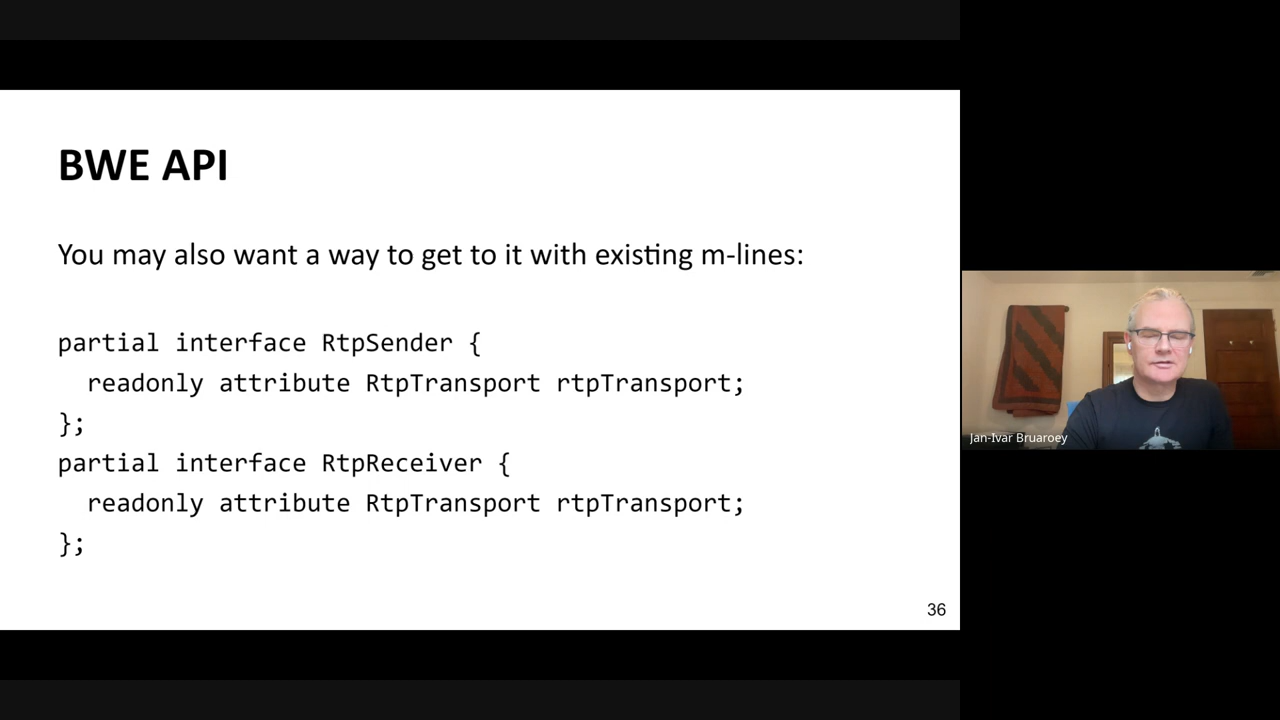 BWE API
You may also want a way to get to it with existing m-lines:
partial interface RtpSender {
  readonly attribute RtpTransport rtpTransport;
};
partial interface RtpReceiver {
  readonly attribute RtpTransport rtpTransport;
};
36
Jan-Ivar Bruaroey